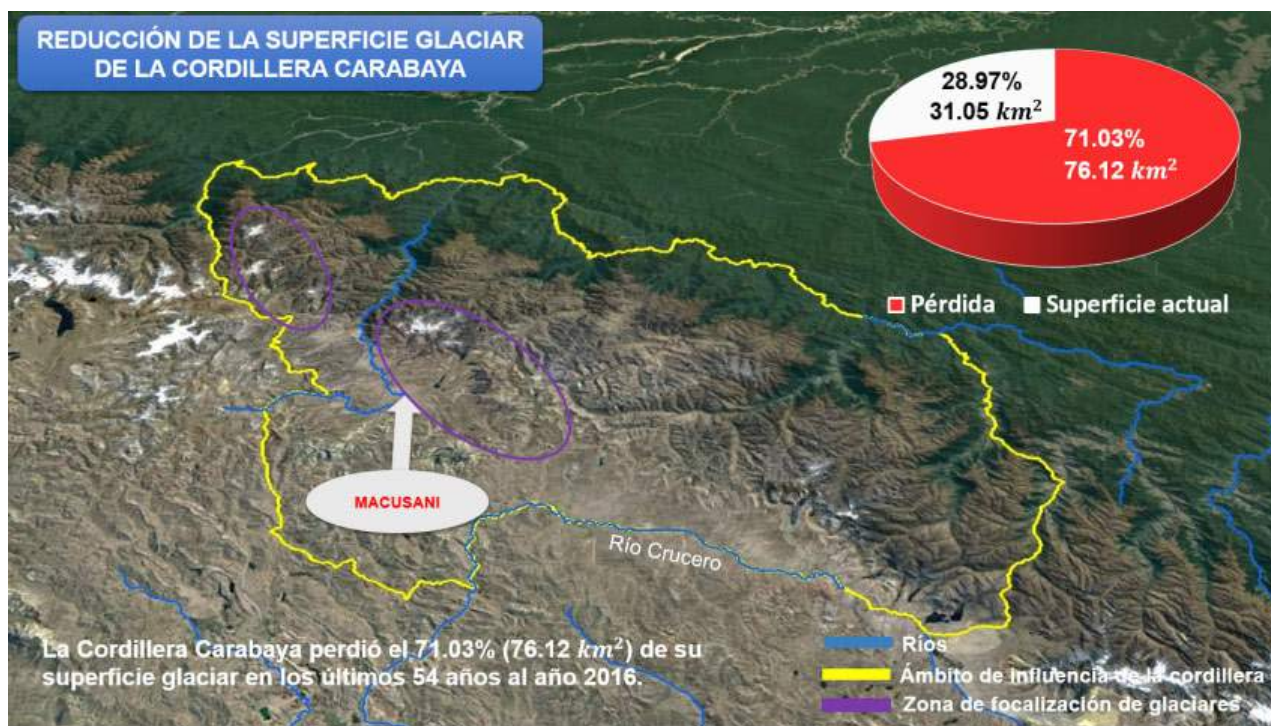 REDUCCIÓN DE LA SUPERFICIE GLACIAR
DE LA CORDILLERA CARABAYA
28.97%
31.05 km²
71.03%
76.12 km²
Pérdida
Superficie actual
MACUSANI
Río Crucero
La Cordillera Carabaya perdió el 71.03% (76.12 km²) de su
superficie glaciar en los últimos 54 años al año 2016.
Ríos
Ámbito de influencia de la cordillera
Zona de focalización de glaciares